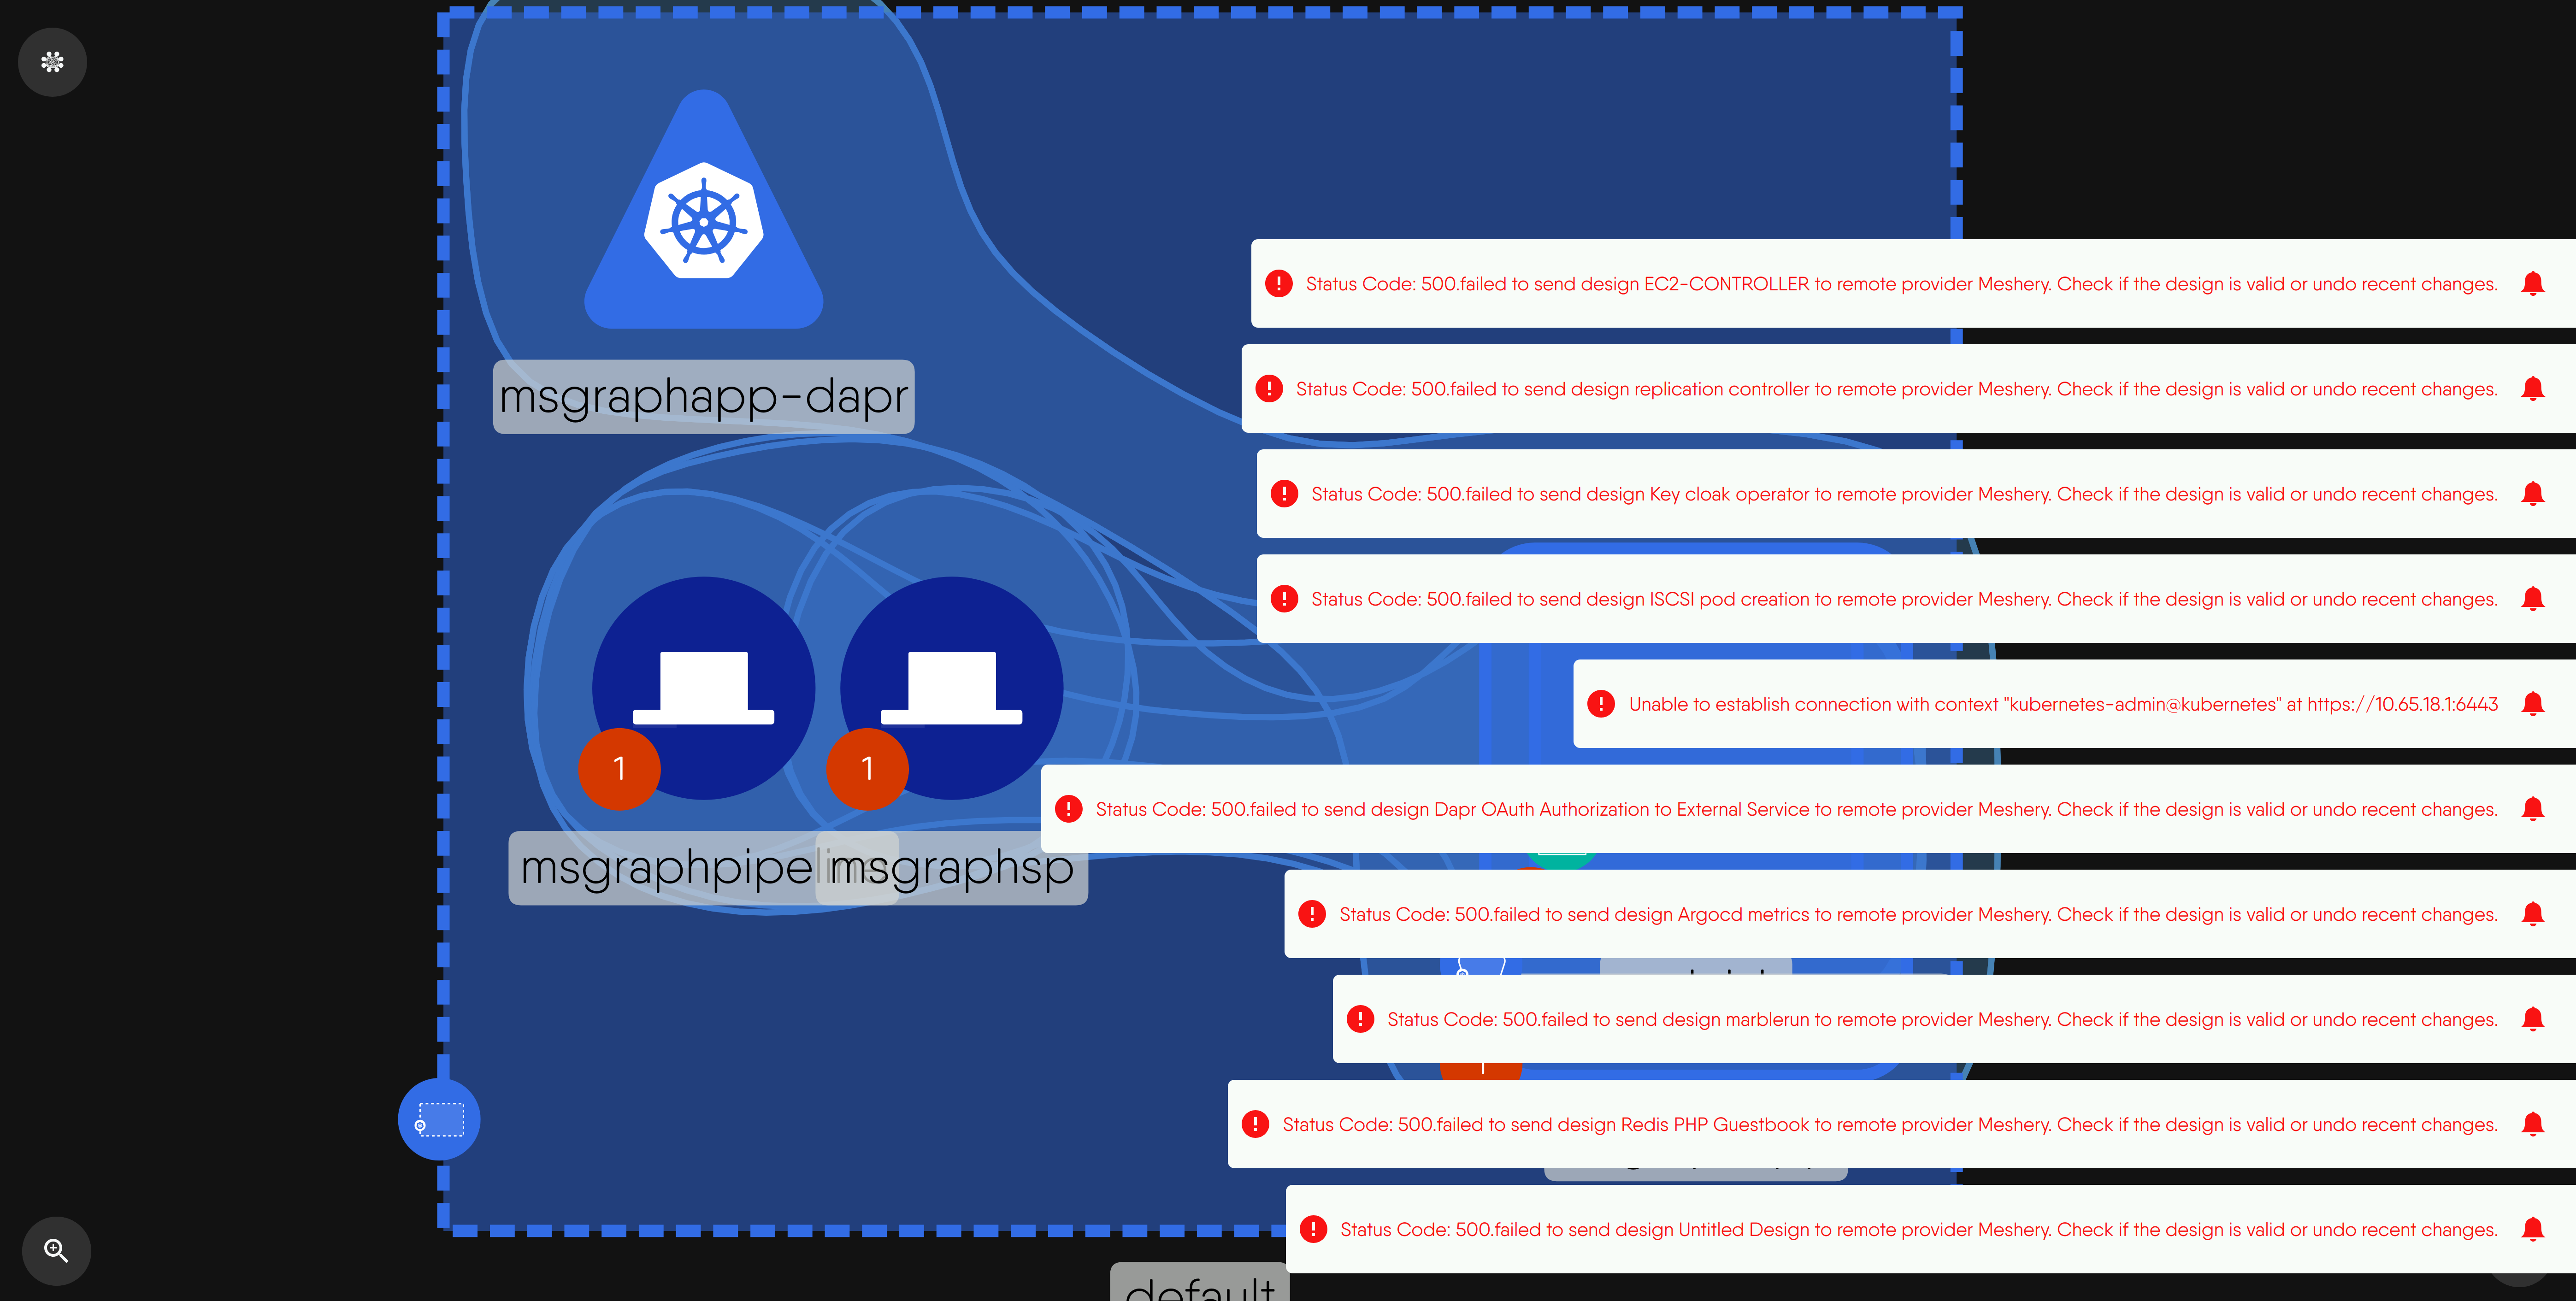 msgraphapp-dapr
Status Code: 500.failed to send design EC2-CONTROLLER to remote provider Meshery. Check if the design is valid or undo recent changes.
Status Code: 500.failed to send design replication controller to remote provider Meshery. Check if the design is valid or undo recent changes.
Status Code: 500.failed to send design Key cloak operator to remote provider Meshery. Check if the design is valid or undo recent changes.
Status Code: 500.failed to send design ISCSI pod creation to remote provider Meshery. Check if the design is valid or undo recent changes.
Unable to establish connection with context "kubernetes-admin@kubernetes" at https://10.65.18.1:6443
1
1
Status Code: 500.failed to send design Dapr OAuth Authorization to External Service to remote provider Meshery. Check if the design is valid or undo recent changes.
msgraphpipeline
msgraphsp
Status Code: 500.failed to send design Argocd metrics to remote provider Meshery. Check if the design is valid or undo recent changes.
Status Code: 500.failed to send design marblerun to remote provider Meshery. Check if the design is valid or undo recent changes.
Status Code: 500.failed to send design Redis PHP Guestbook to remote provider Meshery. Check if the design is valid or undo recent changes.
Status Code: 500.failed to send design Untitled Design to remote provider Meshery. Check if the design is valid or undo recent changes.
default